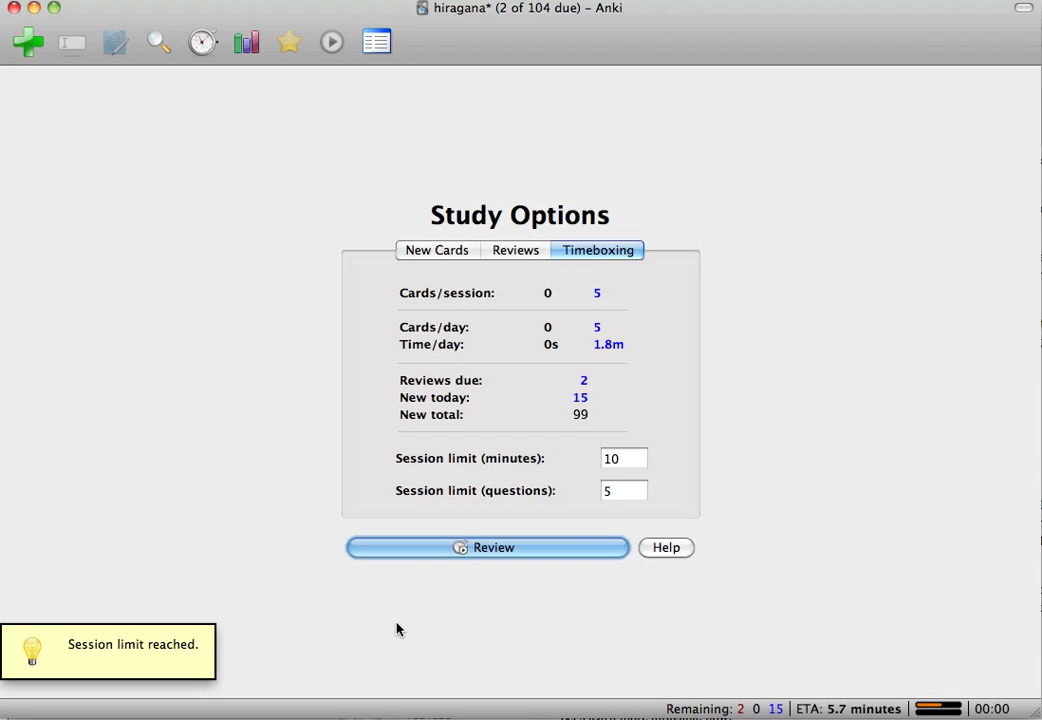 hiragana* (2 of 104 due) – Anki
Study Options
New Cards Reviews Timeboxing
Cards/session: 0 5
Cards/day: 0 5
Time/day: 0s 1.8m
Reviews due: 2
New today: 15
New total: 99
Session limit (minutes): 10
Session limit (questions): 5
Review Help
Session limit reached.
Remaining: 2 0 15 ETA: 5.7 minutes 00:00